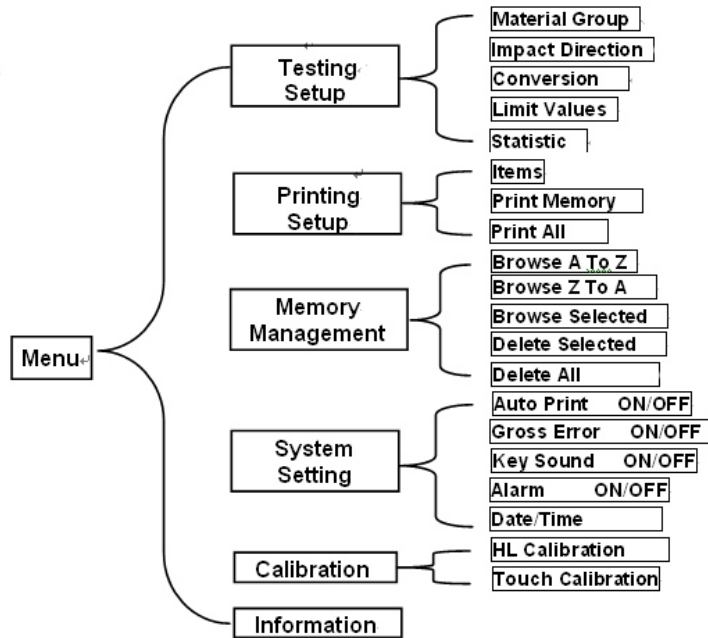 Menu
Testing
Setup
Material Group
Impact Direction
Conversion
Limit Values
Statistic
Printing
Setup
Items
Print Memory
Print All
Memory
Management
Browse A To Z
Browse Z To A
Browse Selected
Delete Selected
Delete All
System
Setting
Auto Print ON/OFF
Gross Error ON/OFF
Key Sound ON/OFF
Alarm ON/OFF
Date/Time
Calibration
HL Calibration
Touch Calibration
Information